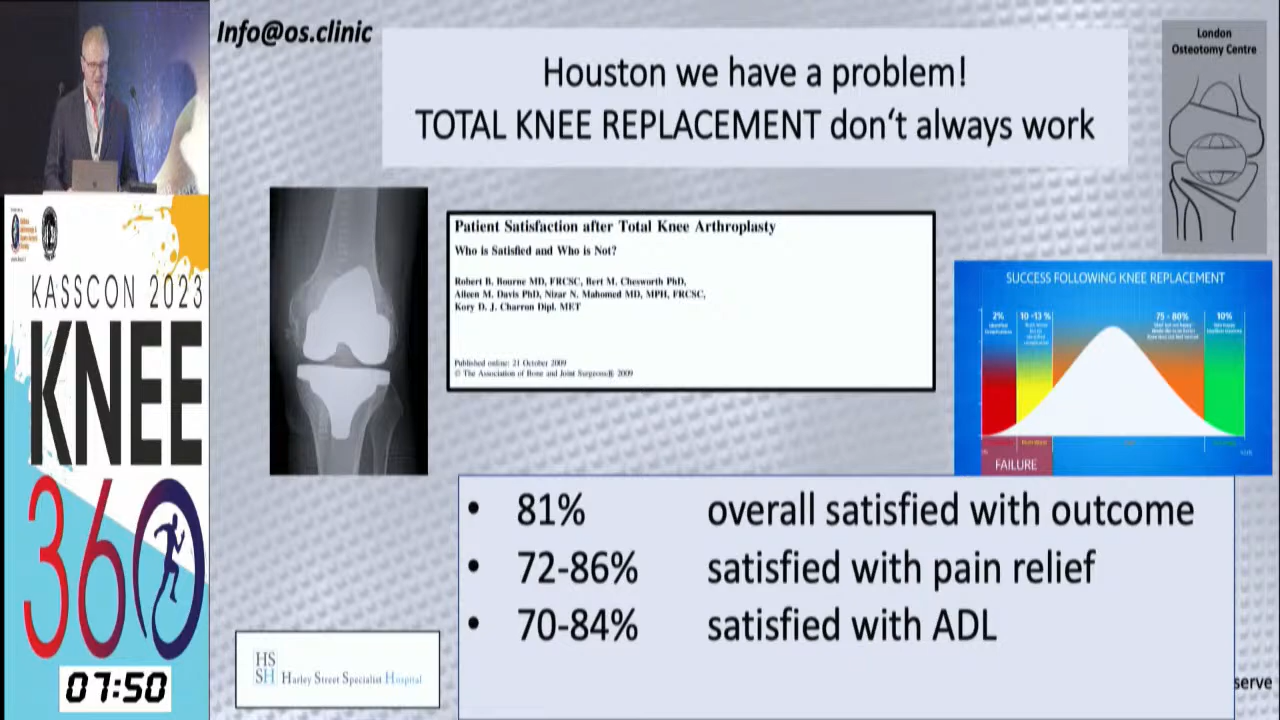 Info@os.clinic
Houston we have a problem!
TOTAL KNEE REPLACEMENT don't always work
London
Osteotomy Centre
Patient Satisfaction after Total Knee Arthroplasty
Who is Satisfied and Who is Not?
Robert B. Bourne MD, FRCSC, Bert M. Chesworth PhD,
Aileen M. Davis PhD, Nizar N. Mahomed MD, MPH, FRCSC,
Kory D. J. Charron Dipl. MET
Published online: 21 October 2009
© The Association of Bone and Joint Surgeons® 2009
SUCCESS FOLLOWING KNEE REPLACEMENT
2%
10 -13 %
75 - 80%
10%
FAILURE
• 81% overall satisfied with outcome
• 72-86% satisfied with pain relief
• 70-84% satisfied with ADL
HS
SH Harley Street Specialist Hospital
serve
KASSCON 2023
KNEE
360
07:50